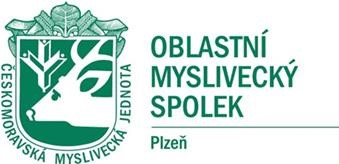 ČESKOMORAVSKÁ MYSLIVECKÁ JEDNOTA
OBLASTNÍ
MYSLIVECKÝ
SPOLEK
Plzeň